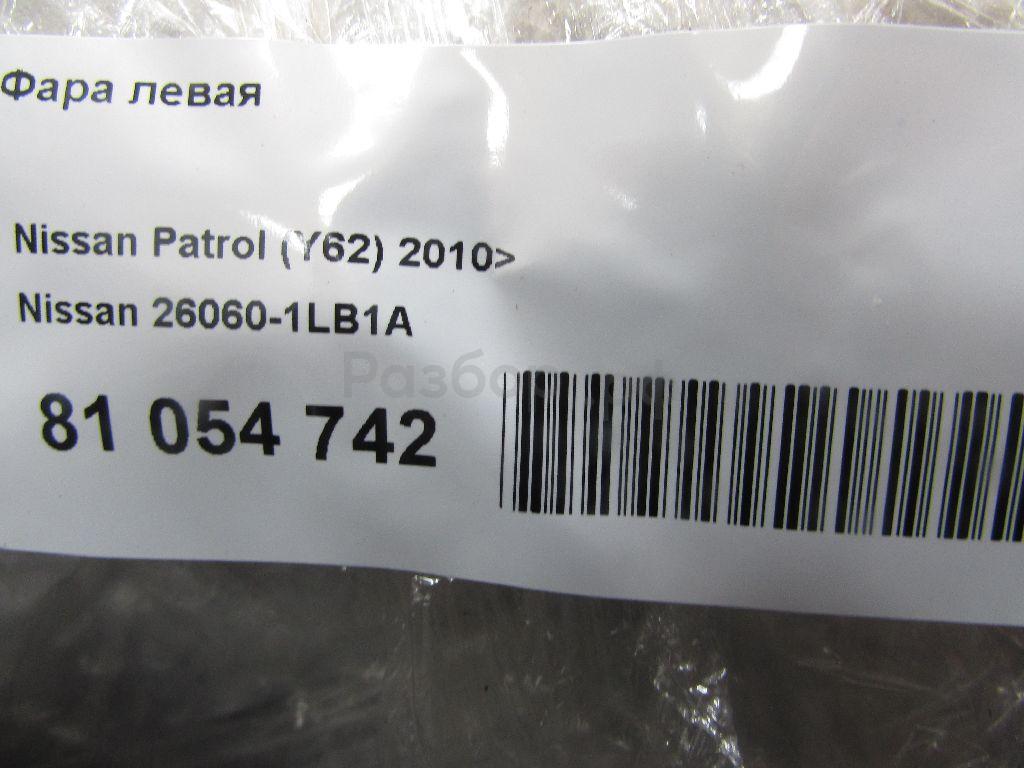 Фара левая
Nissan Patrol (Y62) 2010>
Nissan 26060-1LB1A
81 054 742